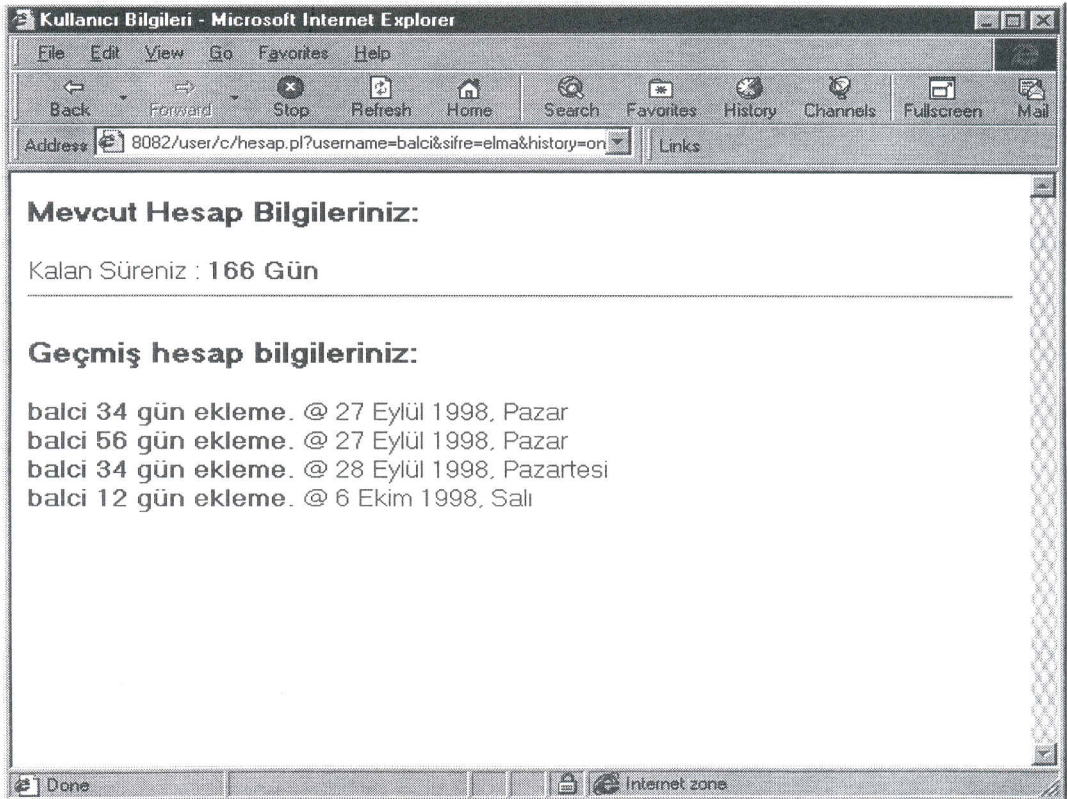 Kullanıcı Bilgileri - Microsoft Internet Explorer
File Edit View Go Favorites Help
Back Forward Stop Refresh Home Search Favorites History Channels Fullscreen Mail
Address 8082/user/c/hesap.pl?username=balci&sifre=elma&history=on Links
Mevcut Hesap Bilgileriniz:
Kalan Süreniz : 166 Gün
Geçmiş hesap bilgileriniz:
balci 34 gün ekleme. @ 27 Eylül 1998, Pazar
balci 56 gün ekleme. @ 27 Eylül 1998, Pazar
balci 34 gün ekleme. @ 28 Eylül 1998, Pazartesi
balci 12 gün ekleme. @ 6 Ekim 1998, Salı
Done Internet zone